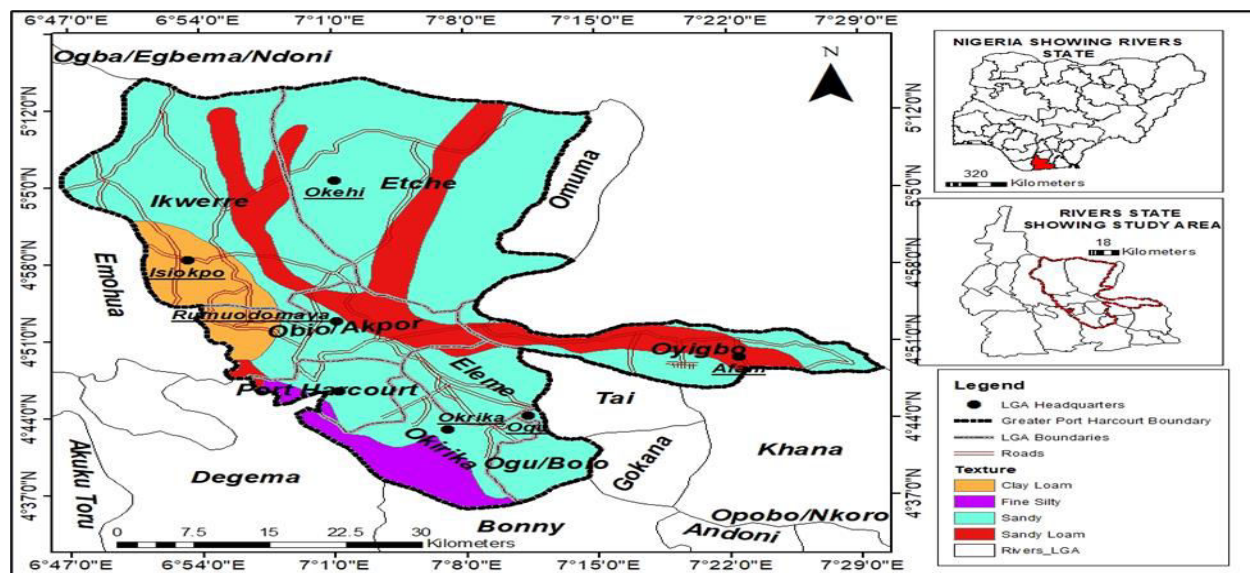 6°47'0"E 6°54'0"E 7°1'0"E 7°8'0"E 7°15'0"E 7°22'0"E 7°29'0"E
Ogba/Egbema/Ndoni
N
5°12'0"N
5°5'0"N
4°58'0"N
4°51'0"N
4°44'0"N
4°37'0"N
Omuma
Etche
Okehi
Ikwerre
Isiokpo
Emohua
Rumuodomaya
Obio/Akpor
Oyigbo
Afam
Port Harcourt
Eleme
Tai
Okrika
Ogu
Okirika
Ogu/Bolo
Gokana
Khana
Akuku Toru
Degema
Bonny
Opobo/Nkoro
Andoni
0 7.5 15 22.5 30
Kilometers
5°12'0"N
5°5'0"N
4°58'0"N
4°51'0"N
4°44'0"N
4°37'0"N
6°47'0"E 6°54'0"E 7°1'0"E 7°8'0"E 7°15'0"E 7°22'0"E 7°29'0"E
NIGERIA SHOWING RIVERS
STATE
320
Kilometers
RIVERS STATE
SHOWING STUDY AREA
18
Kilometers
Legend
LGA Headquarters
Greater Port Harcourt Boundary
LGA Boundaries
Roads
Texture
Clay Loam
Fine Silty
Sandy
Sandy Loam
Rivers_LGA